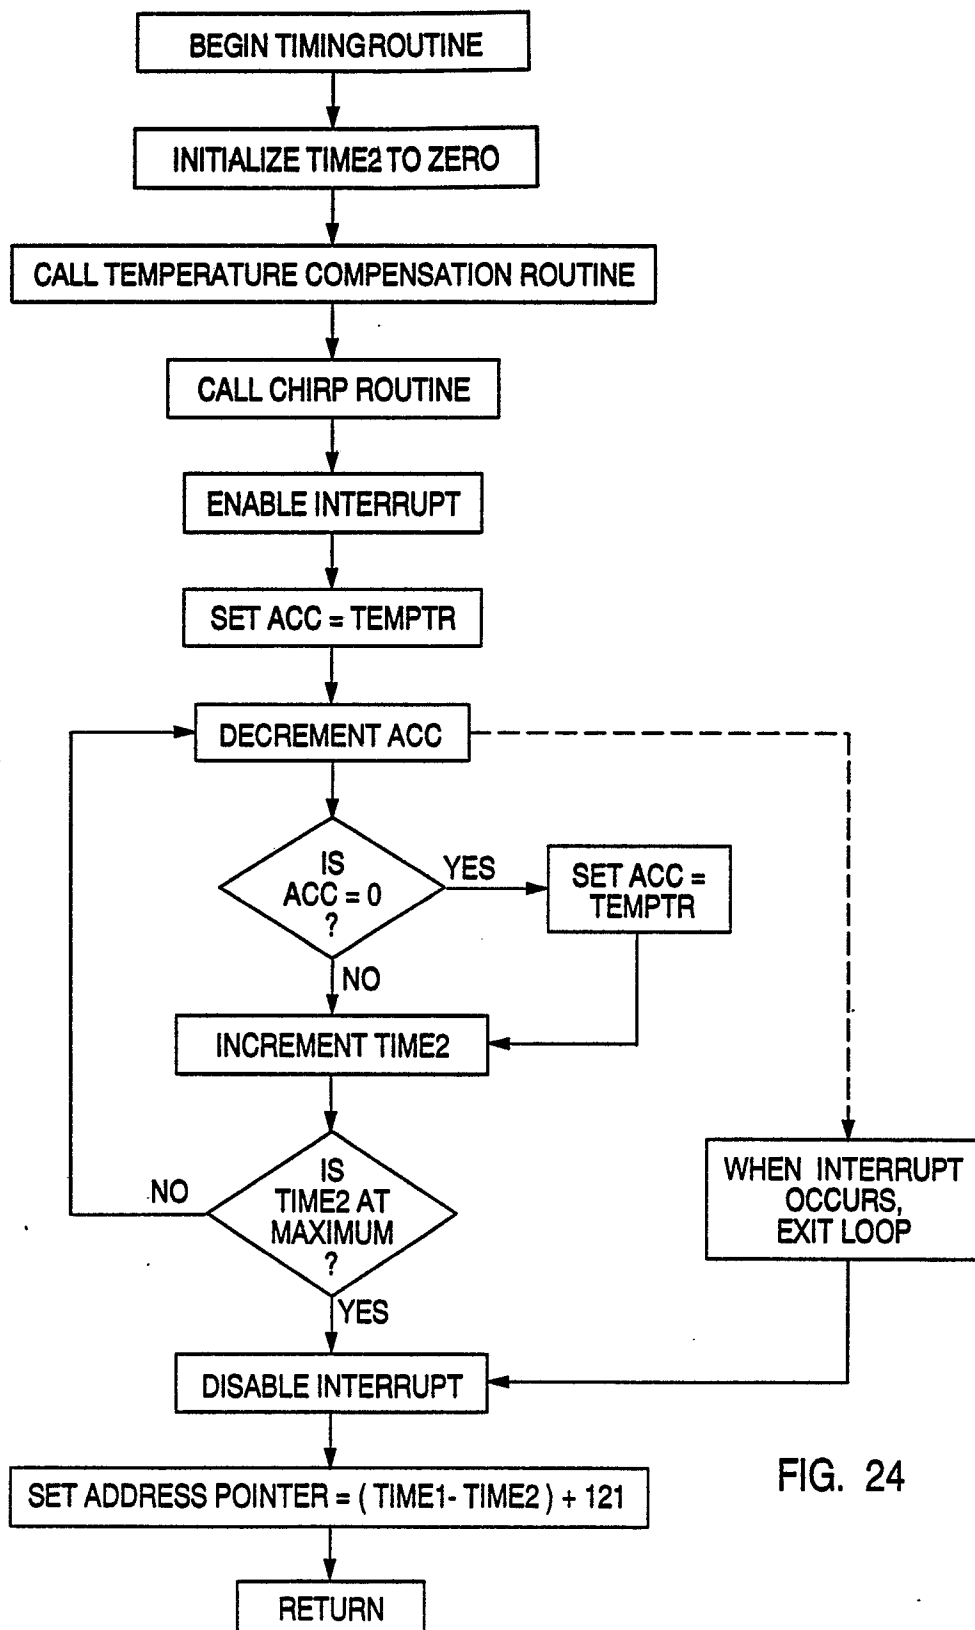 BEGIN TIMING ROUTINE
INITIALIZE TIME2 TO ZERO
CALL TEMPERATURE COMPENSATION ROUTINE
CALL CHIRP ROUTINE
ENABLE INTERRUPT
SET ACC = TEMPTR
DECREMENT ACC
IS
ACC = 0
?
YES
SET ACC =
TEMPTR
NO
INCREMENT TIME2
IS
TIME2 AT
MAXIMUM
?
NO
YES
WHEN INTERRUPT
OCCURS,
EXIT LOOP
DISABLE INTERRUPT
SET ADDRESS POINTER = ( TIME1- TIME2 ) + 121
RETURN
FIG. 24